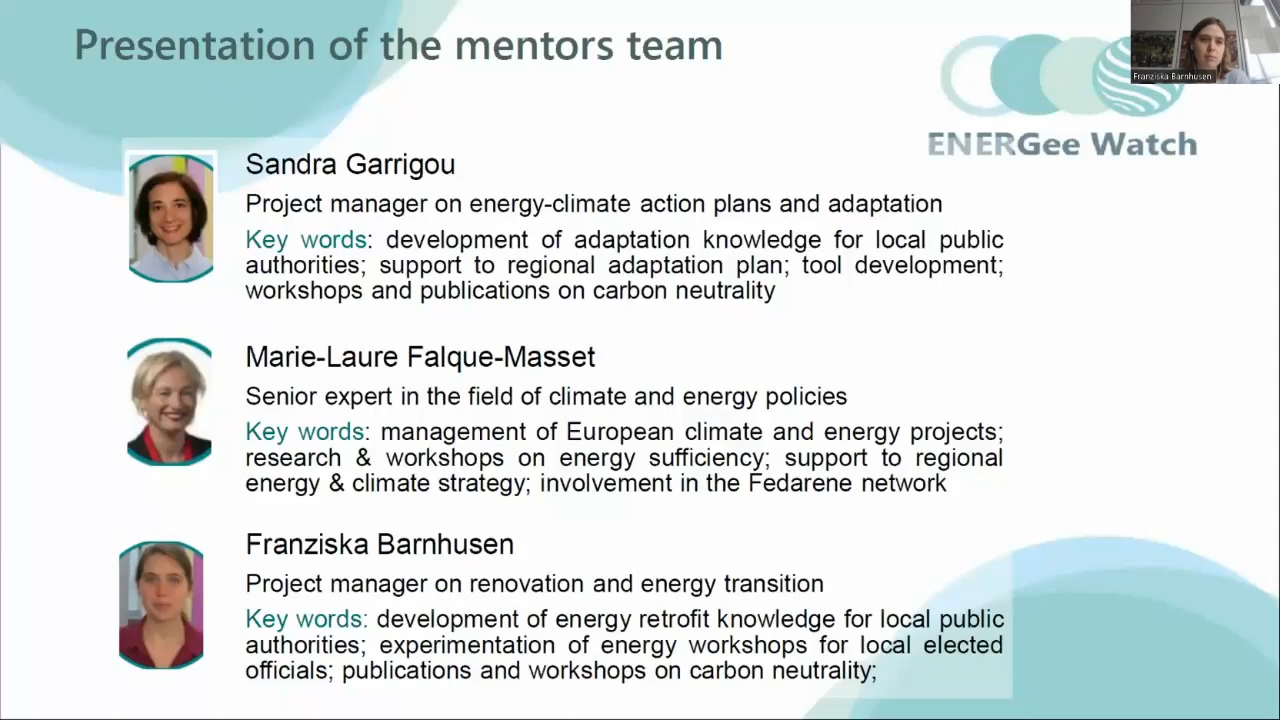 Presentation of the mentors team
Franziska Barnhusen
ENERGee Watch
Sandra Garrigou
Project manager on energy-climate action plans and adaptation
Key words: development of adaptation knowledge for local public
authorities; support to regional adaptation plan; tool development;
workshops and publications on carbon neutrality
Marie-Laure Falque-Masset
Senior expert in the field of climate and energy policies
Key words: management of European climate and energy projects;
research & workshops on energy sufficiency; support to regional
energy & climate strategy; involvement in the Fedarene network
Franziska Barnhusen
Project manager on renovation and energy transition
Key words: development of energy retrofit knowledge for local public
authorities; experimentation of energy workshops for local elected
officials; publications and workshops on carbon neutrality;